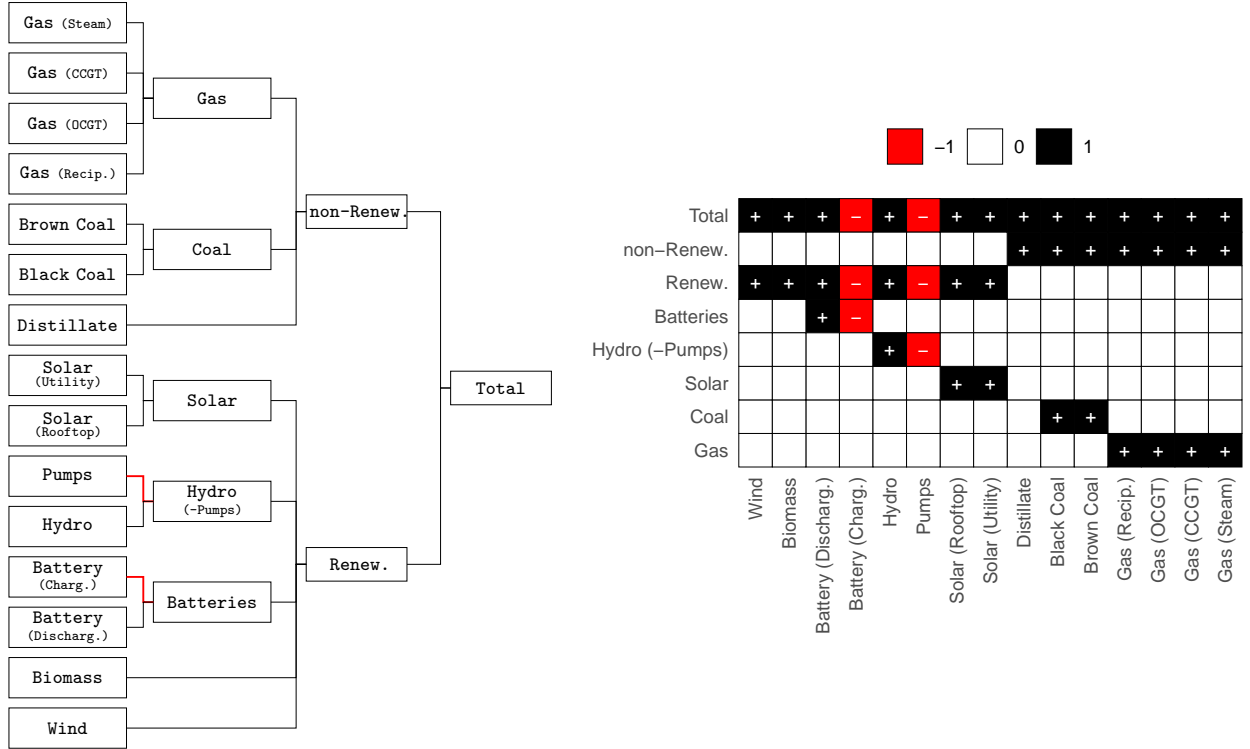 Gas (Steam)
Gas (CCGT)
Gas (OCGT)
Gas (Recip.)
Brown Coal
Black Coal
Distillate
Solar
(Utility)
Solar
(Rooftop)
Pumps
Hydro
Battery
(Charg.)
Battery
(Discharg.)
Biomass
Wind
Gas
Coal
Solar
Hydro
(-Pumps)
Batteries
non-Renew.
Renew.
Total
−1 0 1
Total + + + − + − + + + + + + + + +
non−Renew. + + + + + + +
Renew. + + + − + − + +
Batteries + −
Hydro (−Pumps) + −
Solar + +
Coal + +
Gas + + + +
Wind
Biomass
Battery (Discharg.)
Battery (Charg.)
Hydro
Pumps
Solar (Rooftop)
Solar (Utility)
Distillate
Black Coal
Brown Coal
Gas (Recip.)
Gas (OCGT)
Gas (CCGT)
Gas (Steam)